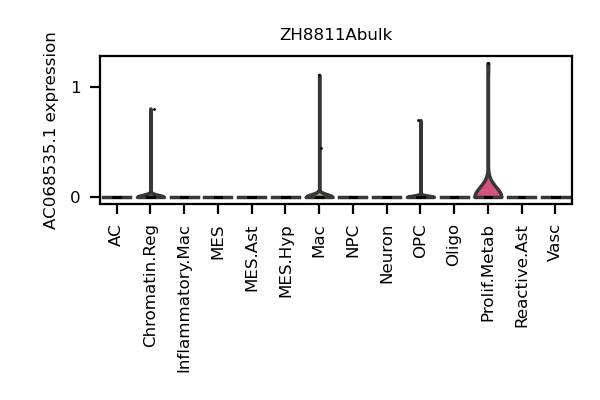 ZH8811Abulk
AC068535.1 expression
1
0
AC
Chromatin.Reg
Inflammatory.Mac
MES
MES.Ast
MES.Hyp
Mac
NPC
Neuron
OPC
Oligo
Prolif.Metab
Reactive.Ast
Vasc